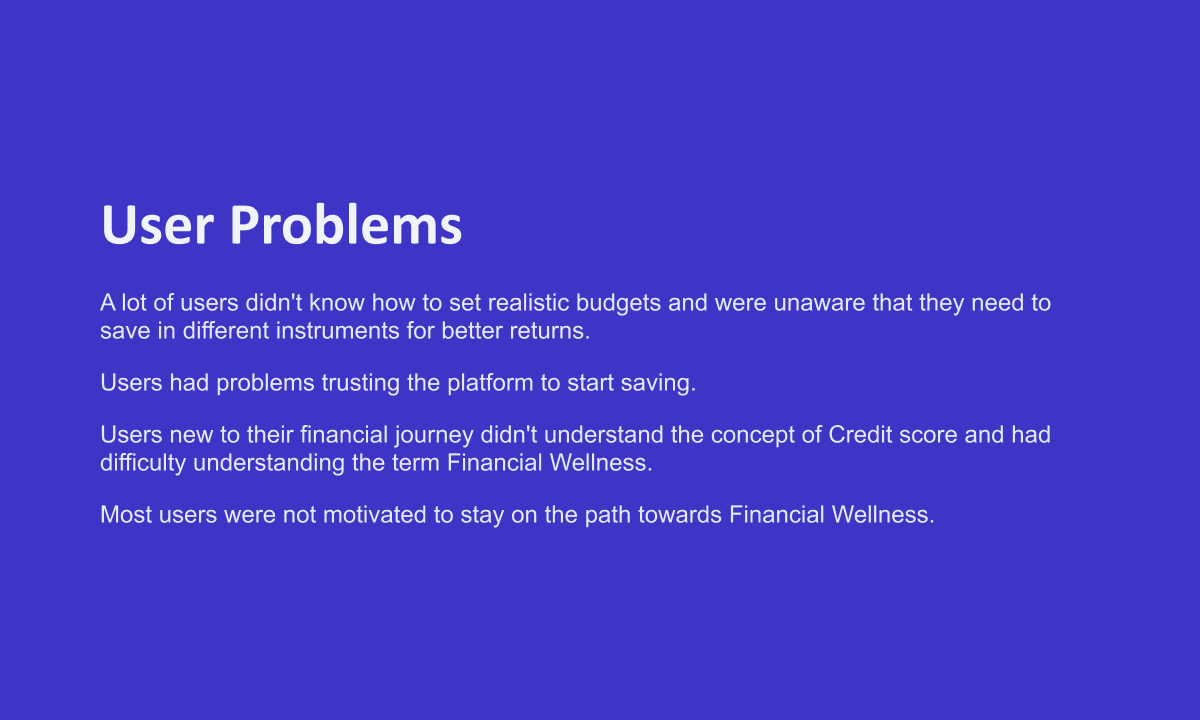 User Problems
A lot of users didn't know how to set realistic budgets and were unaware that they need to
save in different instruments for better returns.
Users had problems trusting the platform to start saving.
Users new to their financial journey didn't understand the concept of Credit score and had
difficulty understanding the term Financial Wellness.
Most users were not motivated to stay on the path towards Financial Wellness.